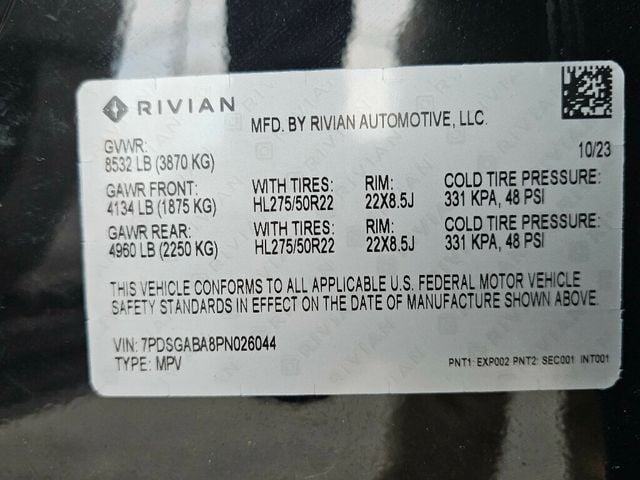 RIVIAN
MFD. BY RIVIAN AUTOMOTIVE, LLC.
10/23
GVWR:
8532 LB (3870 KG)
GAWR FRONT: WITH TIRES: RIM: COLD TIRE PRESSURE:
4134 LB (1875 KG) HL275/50R22 22X8.5J 331 KPA, 48 PSI
GAWR REAR: WITH TIRES: RIM: COLD TIRE PRESSURE:
4960 LB (2250 KG) HL275/50R22 22X8.5J 331 KPA, 48 PSI
THIS VEHICLE CONFORMS TO ALL APPLICABLE U.S. FEDERAL MOTOR VEHICLE
SAFETY STANDARDS IN EFFECT ON THE DATE OF MANUFACTURE SHOWN ABOVE.
VIN: 7PDSGABA8PN026044
TYPE: MPV
PNT1: EXP002 PNT2: SEC001 INT001